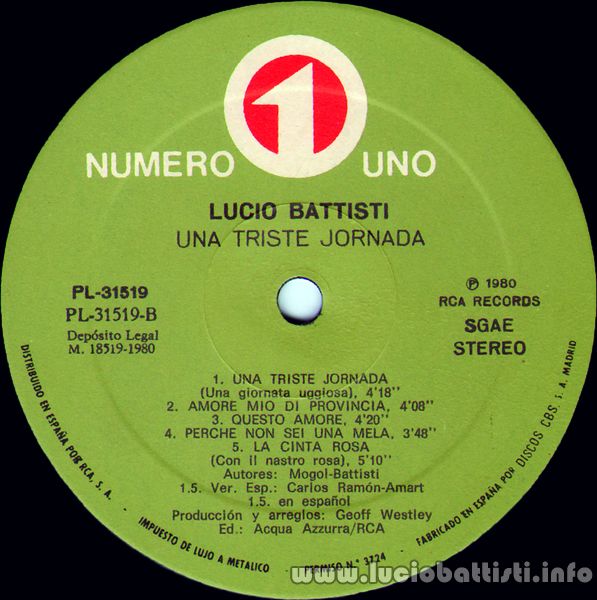 1
NUMERO UNO
LUCIO BATTISTI
UNA TRISTE JORNADA
PL-31519
PL-31519-B
Depósito Legal
M. 18519-1980
Ⓟ 1980
RCA RECORDS
SGAE
STEREO
1. UNA TRISTE JORNADA
(Una giornata uggiosa), 4'18"
2. AMORE MIO DI PROVINCIA, 4'08"
3. QUESTO AMORE, 4'20"
4. PERCHE NON SEI UNA MELA, 3'48"
5. LA CINTA ROSA
(Con il nastro rosa), 5'10"
Autores: Mogol-Battisti
1.5. Ver. Esp.: Carlos Ramón-Amart
1.5. en español
Producción y arreglos: Geoff Westley
Ed.: Acqua Azzurra/RCA
DISTRIBUIDO EN ESPAÑA POR RCA, S. A.
IMPUESTO DE LUJO A METALICO - PERMISO N.º 3724
FABRICADO EN ESPAÑA POR DISCOS CBS S. A. MADRID
www.luciobattisti.info